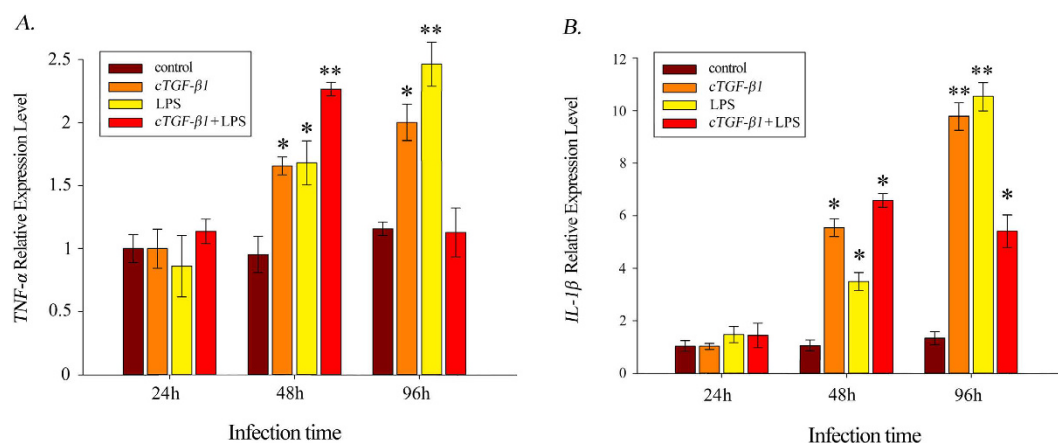 A.
TNF-α Relative Expression Level
2.5
2
1.5
1
0.5
0
control
cTGF-β1
LPS
cTGF-β1+LPS
*
*
**
*
**
24h
48h
96h
Infection time
B.
IL-1β Relative Expression Level
12
10
8
6
4
2
0
control
cTGF-β1
LPS
cTGF-β1+LPS
*
*
*
**
**
*
24h
48h
96h
Infection time